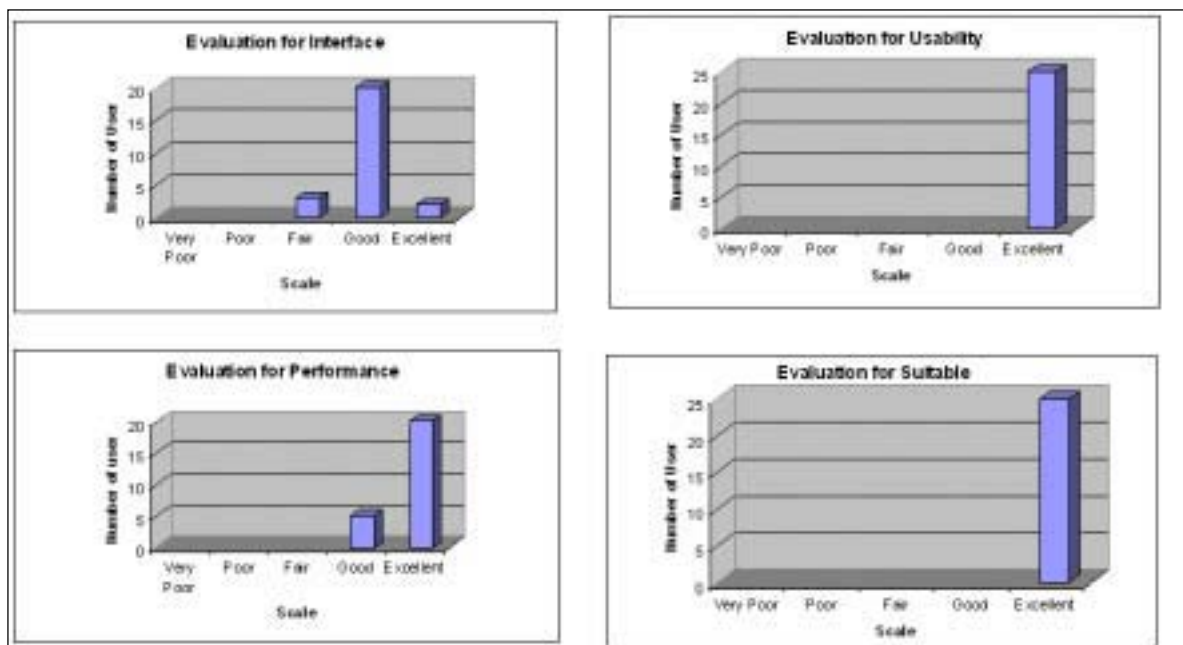 Evaluation for Interface
Number of User
20
15
10
5
0
Very Poor
Poor
Fair
Good
Excellent
Scale
Evaluation for Usability
Number of User
25
20
15
10
5
0
Very Poor
Poor
Fair
Good
Excellent
Scale
Evaluation for Performance
Number of user
20
15
10
5
0
Very Poor
Poor
Fair
Good
Excellent
Scale
Evaluation for Suitable
Number of User
25
20
15
10
5
0
Very Poor
Poor
Fair
Good
Excellent
Scale